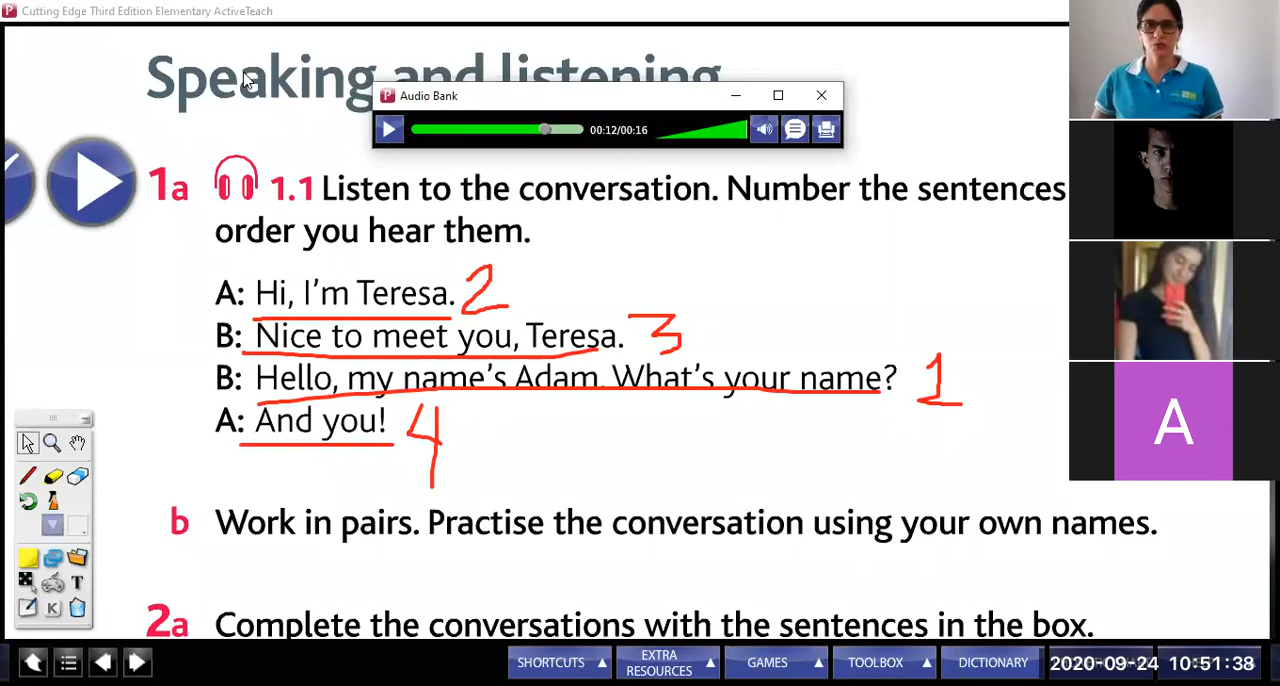 Cutting Edge Third Edition Elementary ActiveTeach
Speaking and listening
Audio Bank
00:12/00:16
1a 1.1 Listen to the conversation. Number the sentences
order you hear them.
A: Hi, I'm Teresa. 2
B: Nice to meet you, Teresa. 3
B: Hello, my name's Adam. What's your name? 1
A: And you! 4
b Work in pairs. Practise the conversation using your own names.
2a Complete the conversations with the sentences in the box.
A
T
K
SHORTCUTS
EXTRA
RESOURCES
GAMES
TOOLBOX
DICTIONARY
2020-09-24 10:51:38